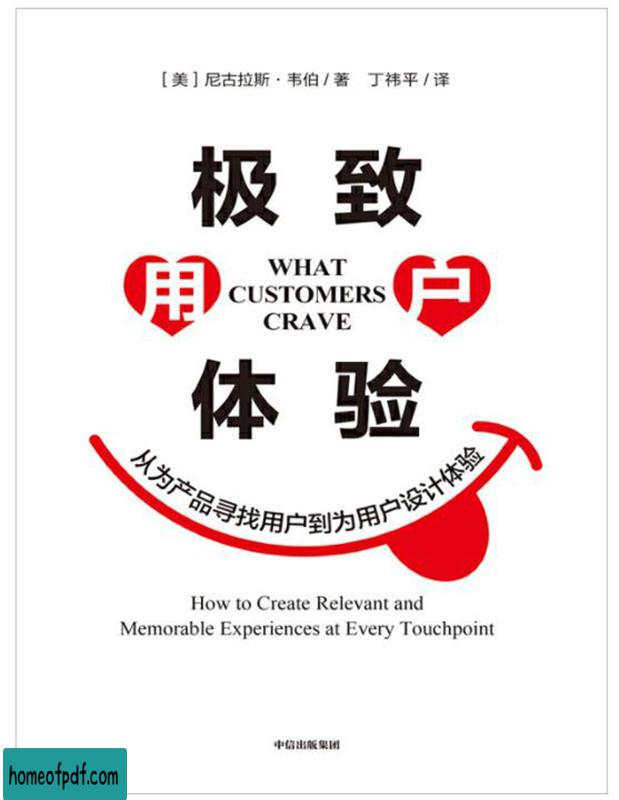 [美] 尼古拉斯·韦伯/著 丁祎平/译
极致
用户
WHAT
CUSTOMERS
CRAVE
体验
从为产品寻找用户到为用户设计体验
How to Create Relevant and
Memorable Experiences at Every Touchpoint
中信出版集团
homeofpdf.com